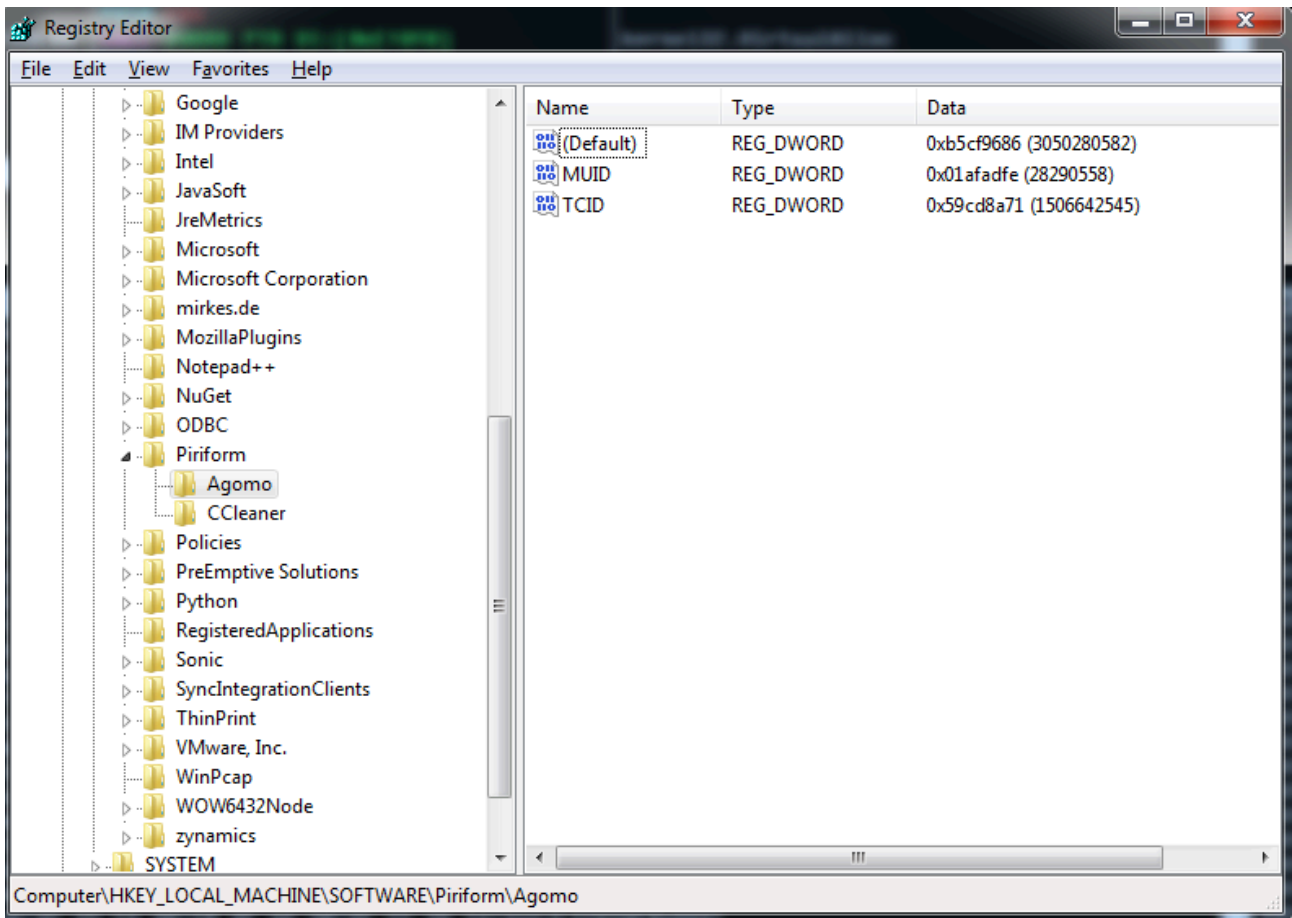 Registry Editor
File Edit View Favorites Help
Google
IM Providers
Intel
JavaSoft
JreMetrics
Microsoft
Microsoft Corporation
mirkes.de
MozillaPlugins
Notepad++
NuGet
ODBC
Piriform
Agomo
CCleaner
Policies
PreEmptive Solutions
Python
RegisteredApplications
Sonic
SyncIntegrationClients
ThinPrint
VMware, Inc.
WinPcap
WOW6432Node
zynamics
SYSTEM
Name Type Data
(Default) REG_DWORD 0xb5cf9686 (3050280582)
MUID REG_DWORD 0x01afadfe (28290558)
TCID REG_DWORD 0x59cd8a71 (1506642545)
Computer\HKEY_LOCAL_MACHINE\SOFTWARE\Piriform\Agomo